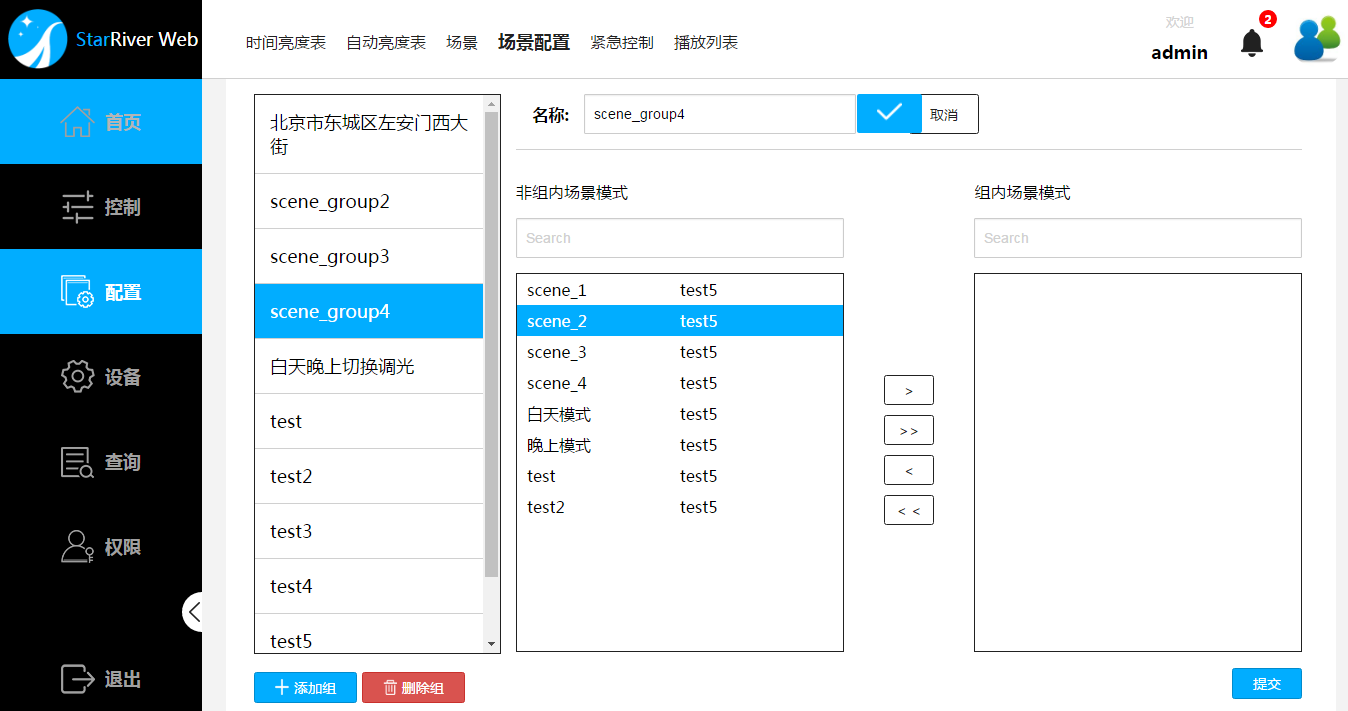 StarRiver Web
时间亮度表 自动亮度表 场景 场景配置 紧急控制 播放列表
欢迎
admin
2
首页
控制
配置
设备
查询
权限
退出
北京市东城区左安门西大
街
scene_group2
scene_group3
scene_group4
白天晚上切换调光
test
test2
test3
test4
test5
添加组 删除组
名称: scene_group4 取消
非组内场景模式
Search
scene_1 test5
scene_2 test5
scene_3 test5
scene_4 test5
白天模式 test5
晚上模式 test5
test test5
test2 test5
>
>>
<
< <
组内场景模式
Search
提交